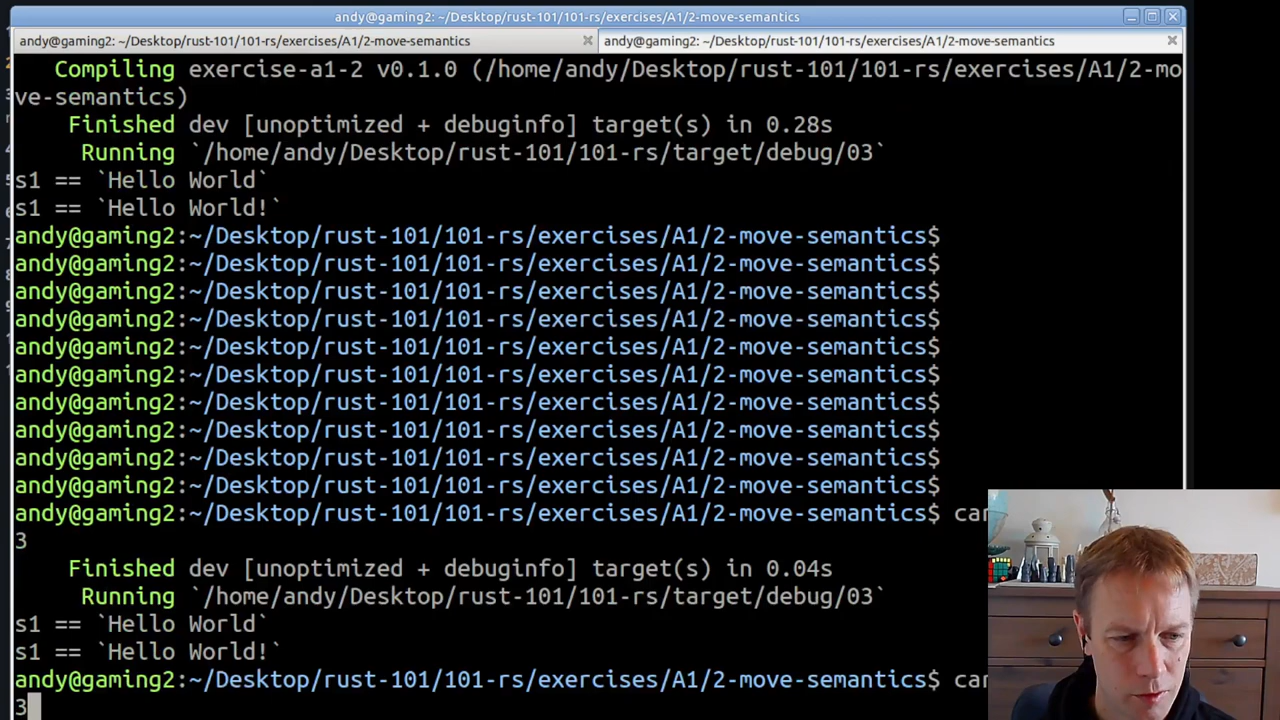 andy@gaming2: ~/Desktop/rust-101/101-rs/exercises/A1/2-move-semantics
andy@gaming2: ~/Desktop/rust-101/101-rs/exercises/A1/2-move-semantics
andy@gaming2: ~/Desktop/rust-101/101-rs/exercises/A1/2-move-semantics
Compiling exercise-a1-2 v0.1.0 (/home/andy/Desktop/rust-101/101-rs/exercises/A1/2-mo
ve-semantics)
Finished dev [unoptimized + debuginfo] target(s) in 0.28s
Running `/home/andy/Desktop/rust-101/101-rs/target/debug/03`
s1 == `Hello World`
s1 == `Hello World!`
andy@gaming2:~/Desktop/rust-101/101-rs/exercises/A1/2-move-semantics$
andy@gaming2:~/Desktop/rust-101/101-rs/exercises/A1/2-move-semantics$
andy@gaming2:~/Desktop/rust-101/101-rs/exercises/A1/2-move-semantics$
andy@gaming2:~/Desktop/rust-101/101-rs/exercises/A1/2-move-semantics$
andy@gaming2:~/Desktop/rust-101/101-rs/exercises/A1/2-move-semantics$
andy@gaming2:~/Desktop/rust-101/101-rs/exercises/A1/2-move-semantics$
andy@gaming2:~/Desktop/rust-101/101-rs/exercises/A1/2-move-semantics$
andy@gaming2:~/Desktop/rust-101/101-rs/exercises/A1/2-move-semantics$
andy@gaming2:~/Desktop/rust-101/101-rs/exercises/A1/2-move-semantics$
andy@gaming2:~/Desktop/rust-101/101-rs/exercises/A1/2-move-semantics$
andy@gaming2:~/Desktop/rust-101/101-rs/exercises/A1/2-move-semantics$ car
3
Finished dev [unoptimized + debuginfo] target(s) in 0.04s
Running `/home/andy/Desktop/rust-101/101-rs/target/debug/03`
s1 == `Hello World`
s1 == `Hello World!`
andy@gaming2:~/Desktop/rust-101/101-rs/exercises/A1/2-move-semantics$ car
3